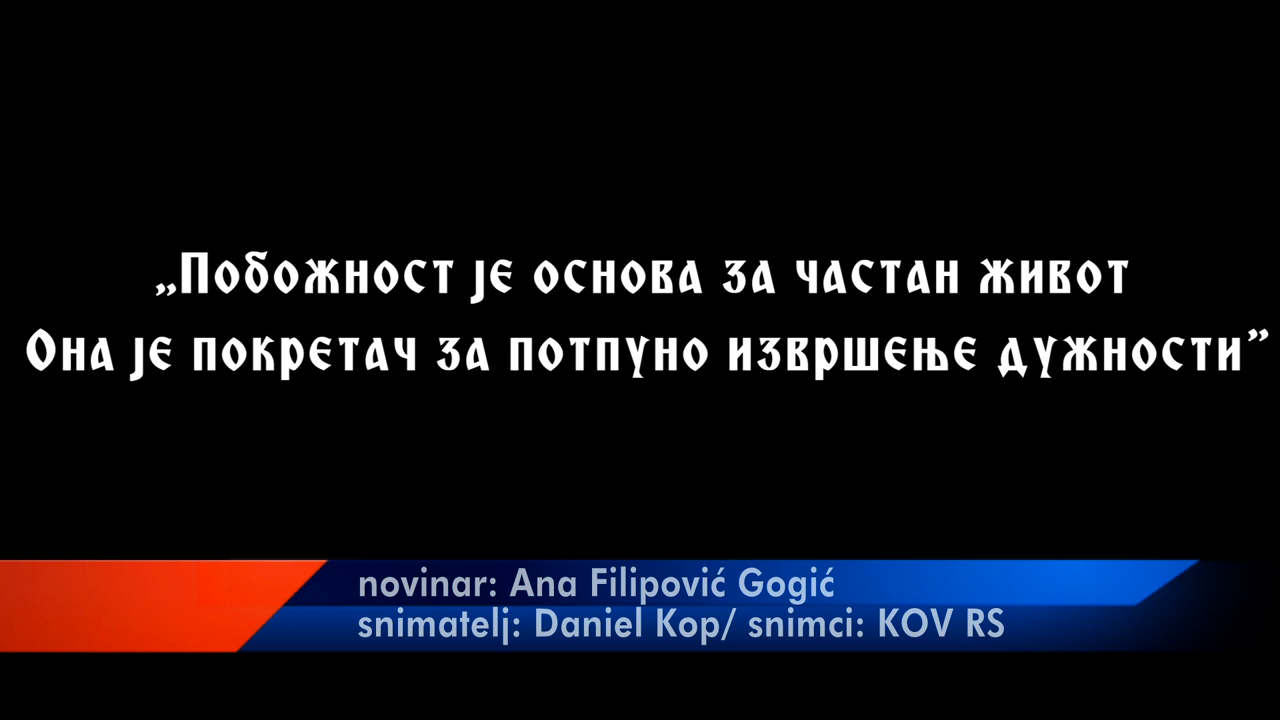 „Побожност је основа за частан живот
Она је покретач за потпуно извршење дужности”
novinar: Ana Filipović Gogić
snimatelj: Daniel Kop/ snimci: KOV RS